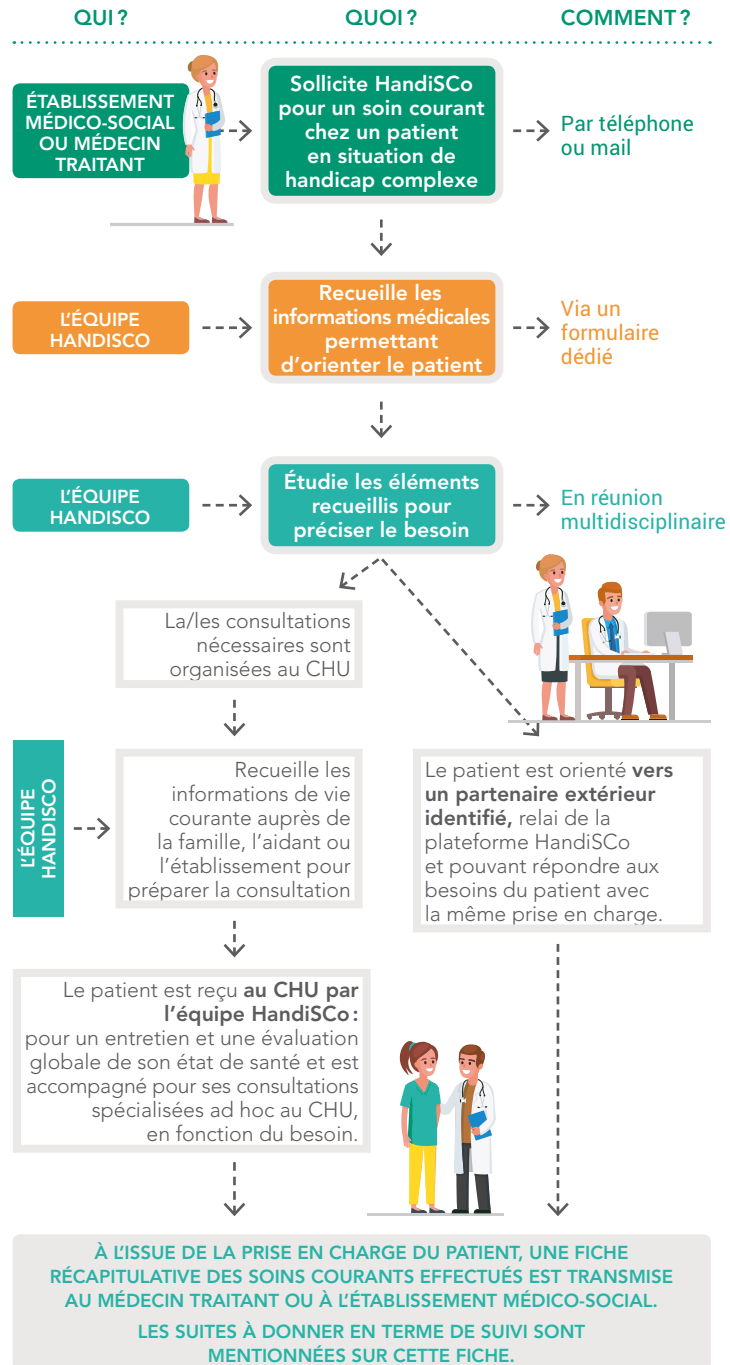 QUI ?
QUOI ?
COMMENT ?
ÉTABLISSEMENT
MÉDICO-SOCIAL
OU MÉDECIN
TRAITANT
Sollicite HandiSCo
pour un soin courant
chez un patient
en situation de
handicap complexe
Par téléphone
ou mail
L'ÉQUIPE
HANDISCO
Recueille les
informations médicales
permettant
d'orienter le patient
Via un
formulaire
dédié
L'ÉQUIPE
HANDISCO
Étudie les éléments
recueillis pour
préciser le besoin
En réunion
multidisciplinaire
La/les consultations
nécessaires sont
organisées au CHU
L'ÉQUIPE
HANDISCO
Recueille les
informations de vie
courante auprès de
la famille, l'aidant ou
l'établissement pour
préparer la consultation
Le patient est orienté vers
un partenaire extérieur
identifié, relai de la
plateforme HandiSCo
et pouvant répondre aux
besoins du patient avec
la même prise en charge.
Le patient est reçu au CHU par
l'équipe HandiSCo :
pour un entretien et une évaluation
globale de son état de santé et est
accompagné pour ses consultations
spécialisées ad hoc au CHU,
en fonction du besoin.
À L'ISSUE DE LA PRISE EN CHARGE DU PATIENT, UNE FICHE
RÉCAPITULATIVE DES SOINS COURANTS EFFECTUÉS EST TRANSMISE
AU MÉDECIN TRAITANT OU À L'ÉTABLISSEMENT MÉDICO-SOCIAL.
LES SUITES À DONNER EN TERME DE SUIVI SONT
MENTIONNÉES SUR CETTE FICHE.